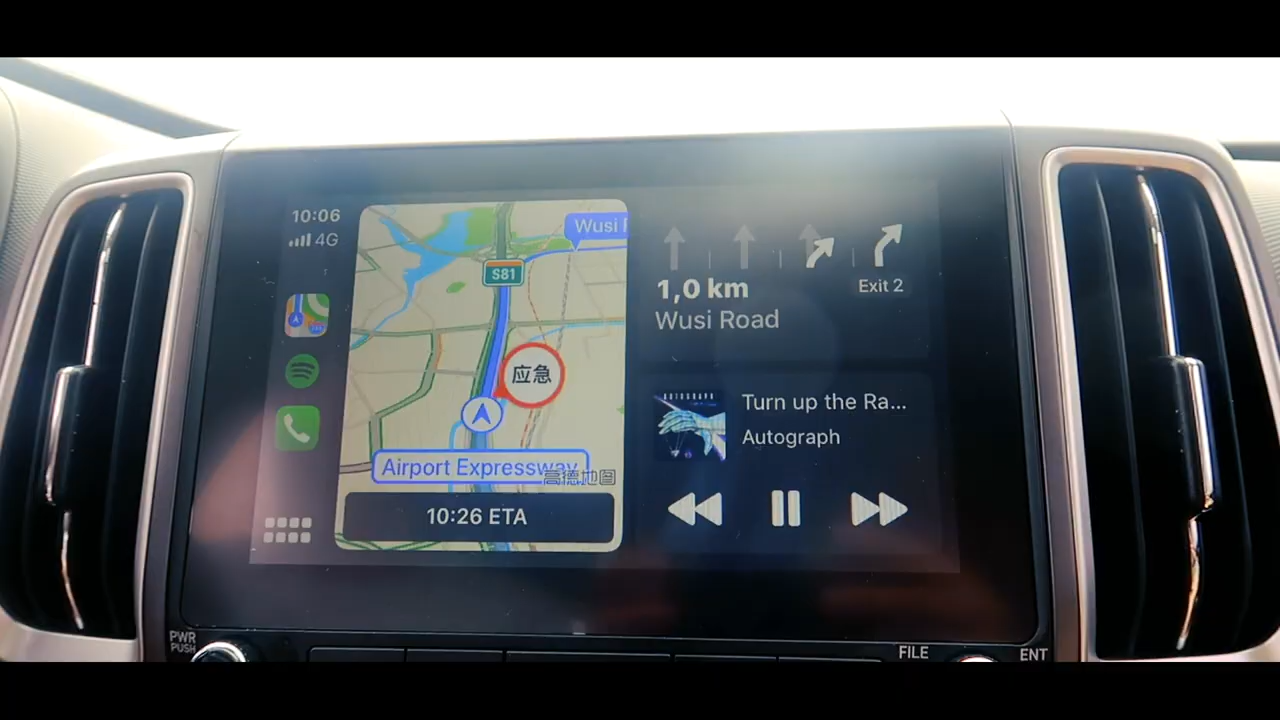 10:06
4G
Wusi R
S81
应急
Airport Expressway
高德地图
10:26 ETA
1,0 km
Exit 2
Wusi Road
AUTOGRAPH
Turn up the Ra...
Autograph
PWR
PUSH
FILE
ENT